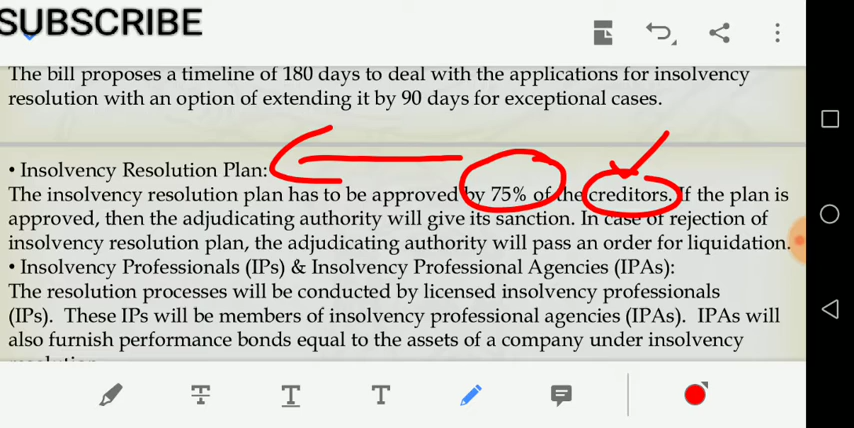 SUBSCRIBE
The bill proposes a timeline of 180 days to deal with the applications for insolvency
resolution with an option of extending it by 90 days for exceptional cases.
• Insolvency Resolution Plan:
The insolvency resolution plan has to be approved by 75% of the creditors. If the plan is
approved, then the adjudicating authority will give its sanction. In case of rejection of
insolvency resolution plan, the adjudicating authority will pass an order for liquidation.
• Insolvency Professionals (IPs) & Insolvency Professional Agencies (IPAs):
The resolution processes will be conducted by licensed insolvency professionals
(IPs).  These IPs will be members of insolvency professional agencies (IPAs).  IPAs will
also furnish performance bonds equal to the assets of a company under insolvency
T T T